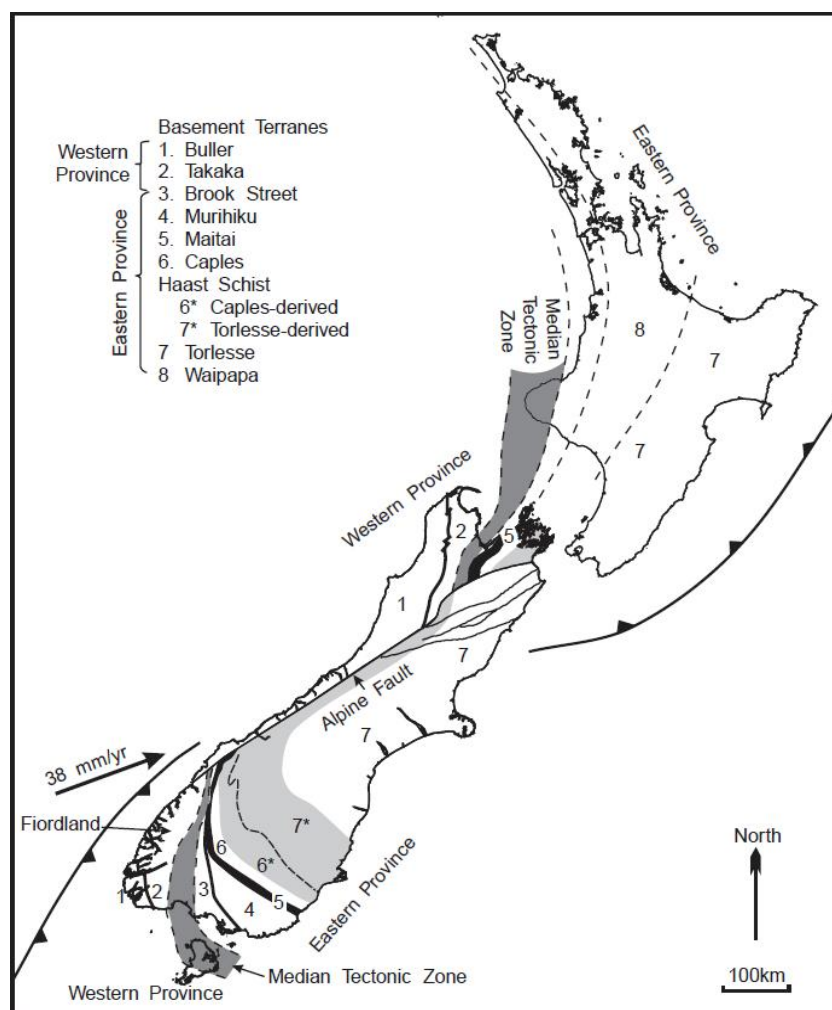 Basement Terranes
Western Province
1. Buller
2. Takaka
Eastern Province
3. Brook Street
4. Murihiku
5. Maitai
6. Caples
Haast Schist
6* Caples-derived
7* Torlesse-derived
7 Torlesse
8 Waipapa
Eastern Province
Median
Tectonic
Zone
8
7
7
Western Province
2
5
1
7
Alpine Fault
7
38 mm/yr
Fiordland
7*
6
6*
1
2
3
4
5
Eastern Province
North
Median Tectonic Zone
Western Province
100km